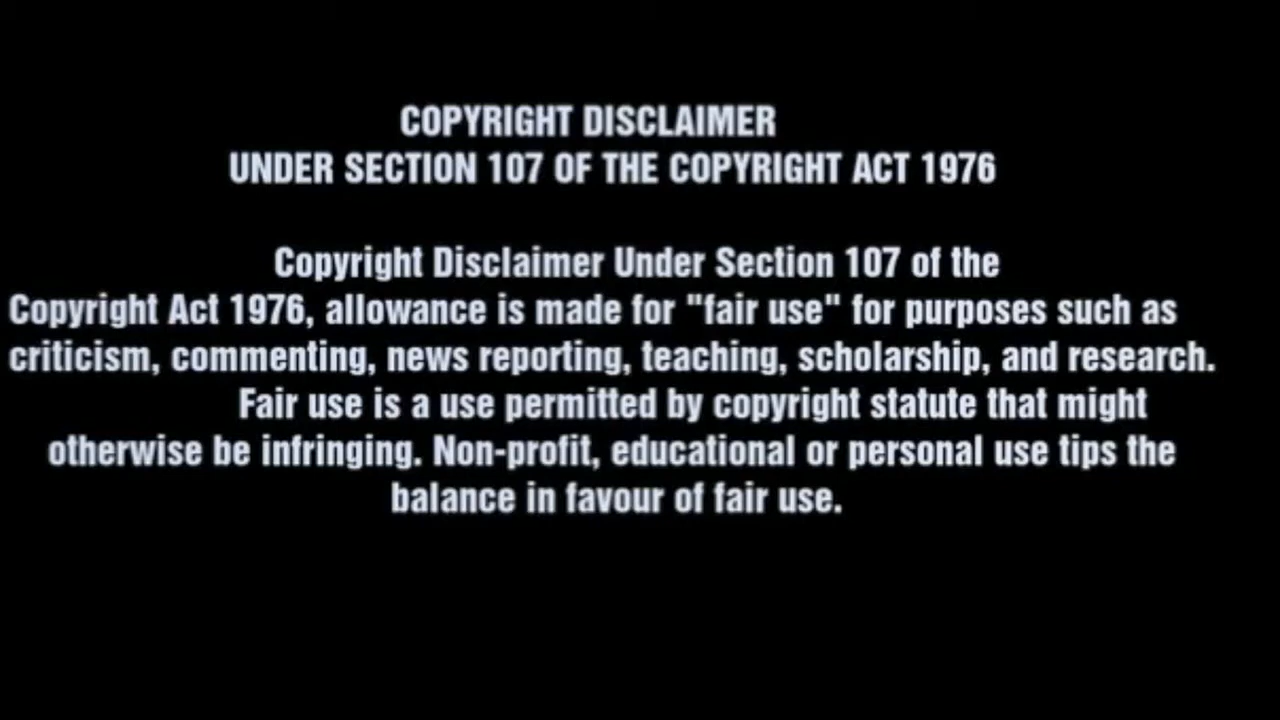 COPYRIGHT DISCLAIMER
UNDER SECTION 107 OF THE COPYRIGHT ACT 1976
Copyright Disclaimer Under Section 107 of the
Copyright Act 1976, allowance is made for "fair use" for purposes such as
criticism, commenting, news reporting, teaching, scholarship, and research.
Fair use is a use permitted by copyright statute that might
otherwise be infringing. Non-profit, educational or personal use tips the
balance in favour of fair use.